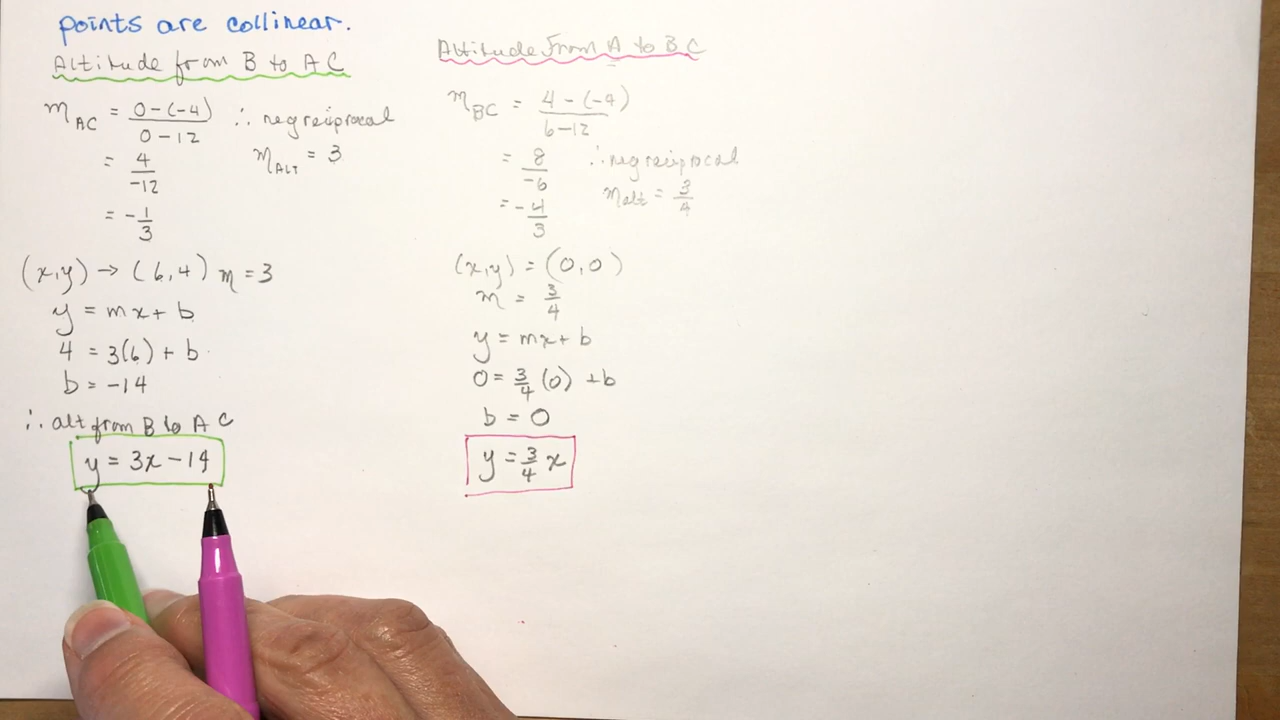 points are collinear.
Altitude from B to AC
m_AC = (0-(-4))/(0-12) ∴ neg reciprocal
= 4/-12 m_ALT = 3
= -1/3
(x,y) → (6,4) m=3
y = mx + b
4 = 3(6) + b
b = -14
∴ alt from B to AC
y = 3x - 14
Altitude from A to BC
m_BC = (4-(-4))/(6-12)
= 8/-6 ∴ neg reciprocal
= -4/3 m_alt = 3/4
(x,y) = (0,0)
m = 3/4
y = mx + b
0 = 3/4 (0) + b
b = 0
y = 3/4 x